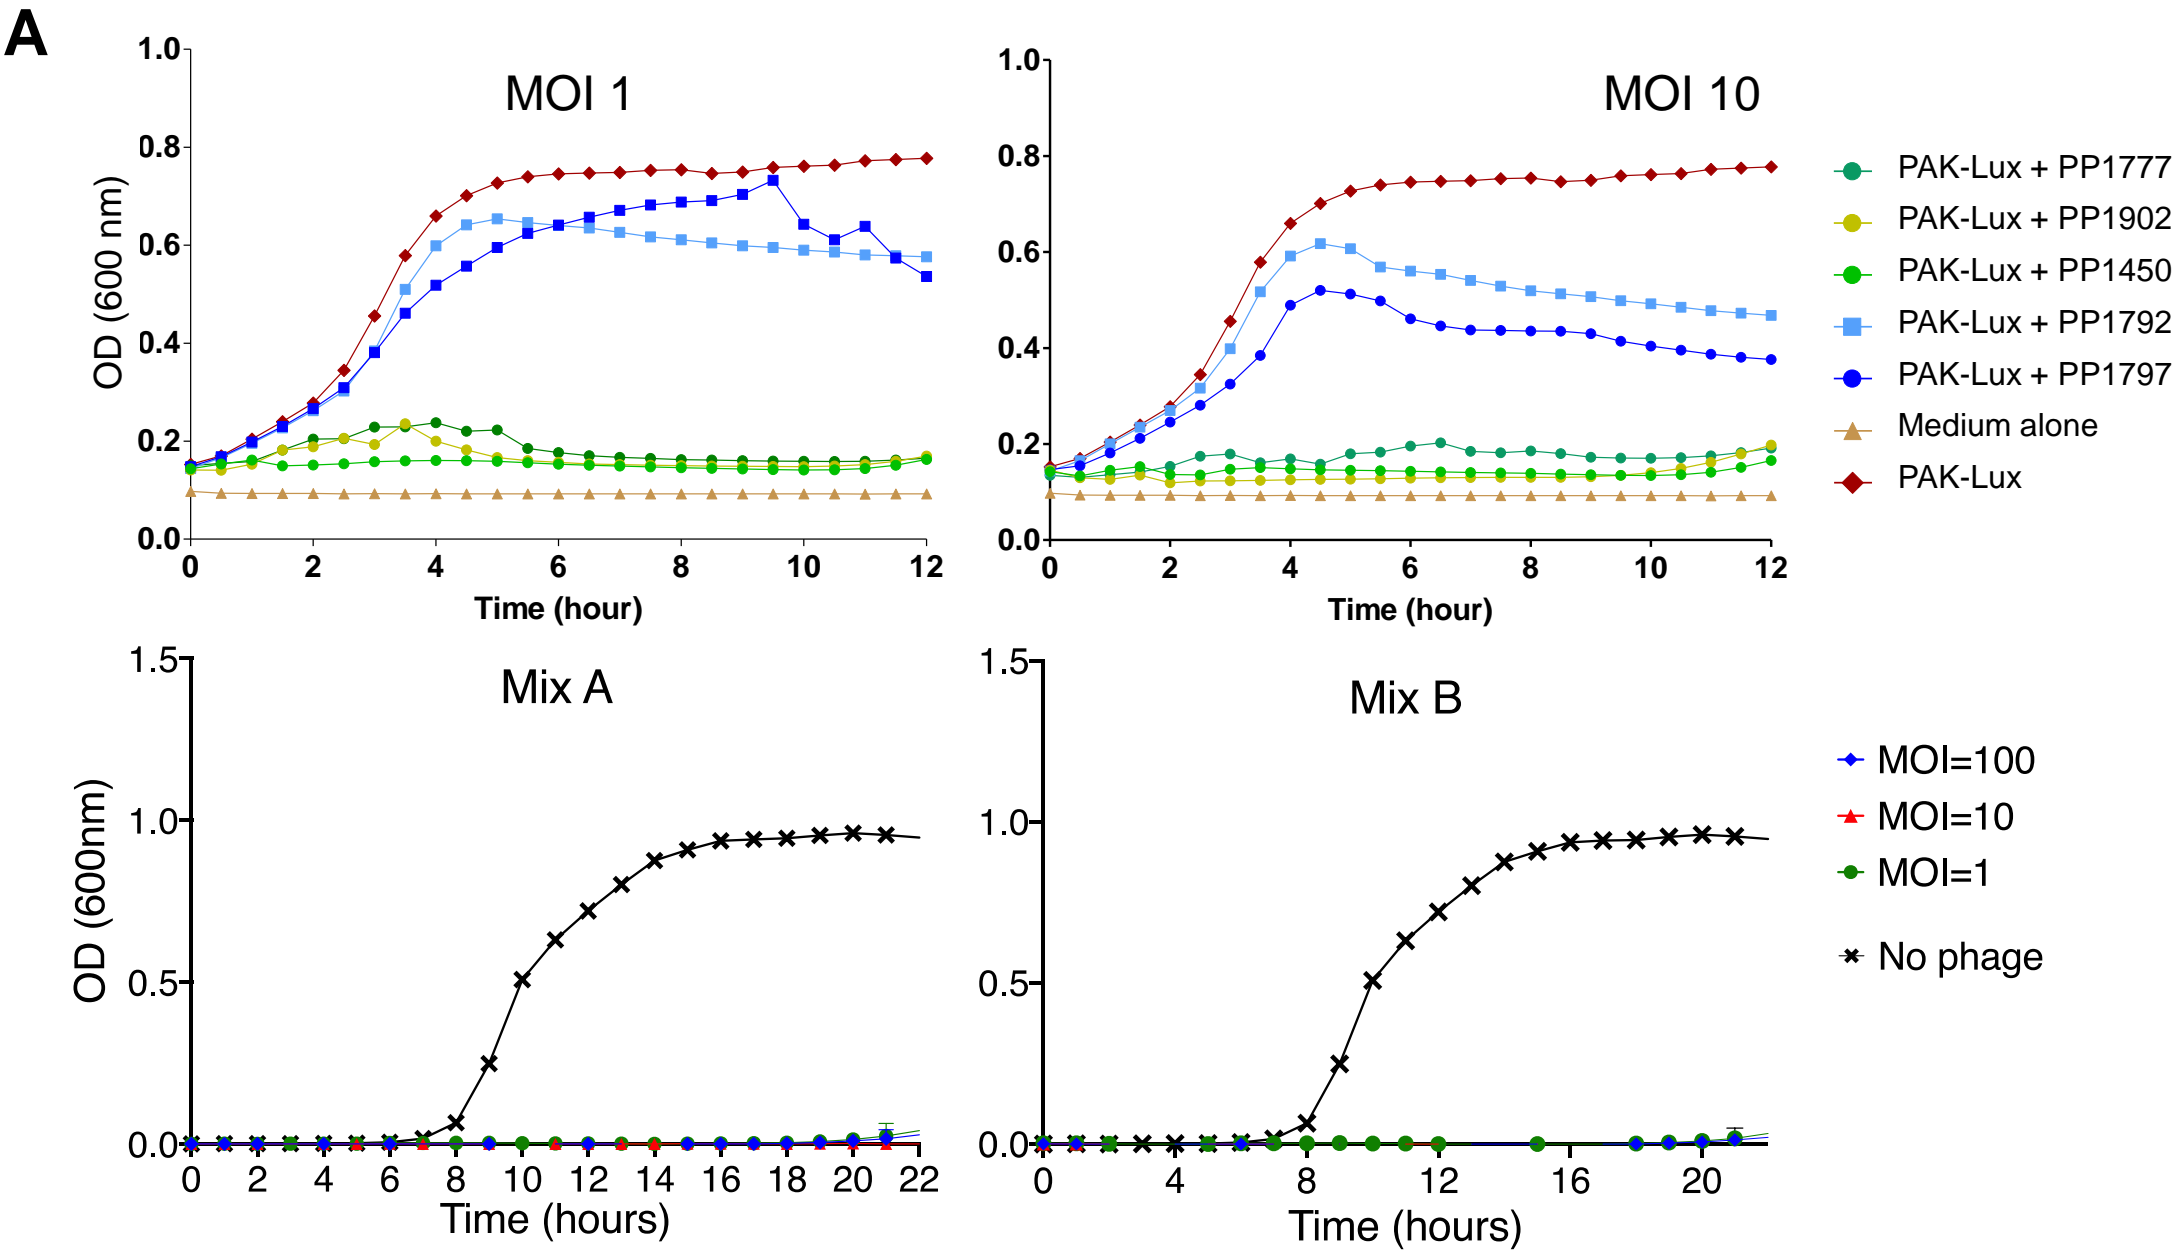 A
MOI 1
OD (600 nm)
1.0
0.8
0.6
0.4
0.2
0.0
0 2 4 6 8 10 12
Time (hour)
MOI 10
1.0
0.8
0.6
0.4
0.2
0.0
0 2 4 6 8 10 12
Time (hour)
PAK-Lux + PP1777
PAK-Lux + PP1902
PAK-Lux + PP1450
PAK-Lux + PP1792
PAK-Lux + PP1797
Medium alone
PAK-Lux
Mix A
OD (600nm)
1.5
1.0
0.5
0.0
0 2 4 6 8 10 12 14 16 18 20 22
Time (hours)
Mix B
1.5
1.0
0.5
0.0
0 4 8 12 16 20
Time (hours)
MOI=100
MOI=10
MOI=1
No phage